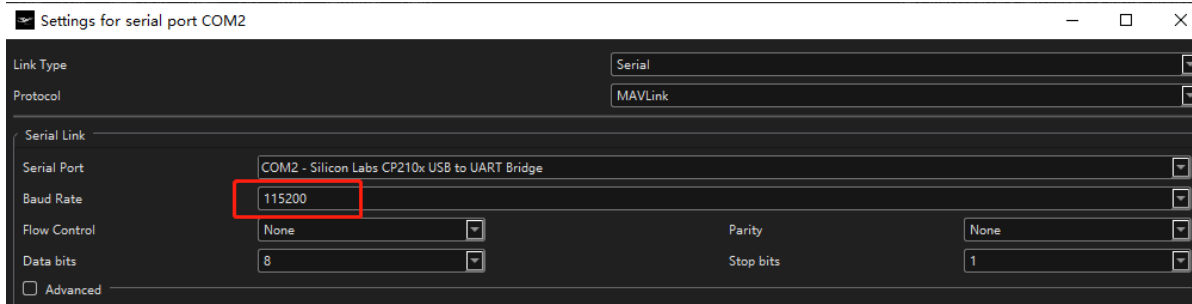 Settings for serial port COM2
Link Type Serial
Protocol MAVLink
Serial Link
Serial Port COM2 - Silicon Labs CP210x USB to UART Bridge
Baud Rate 115200
Flow Control None Parity None
Data bits 8 Stop bits 1
Advanced